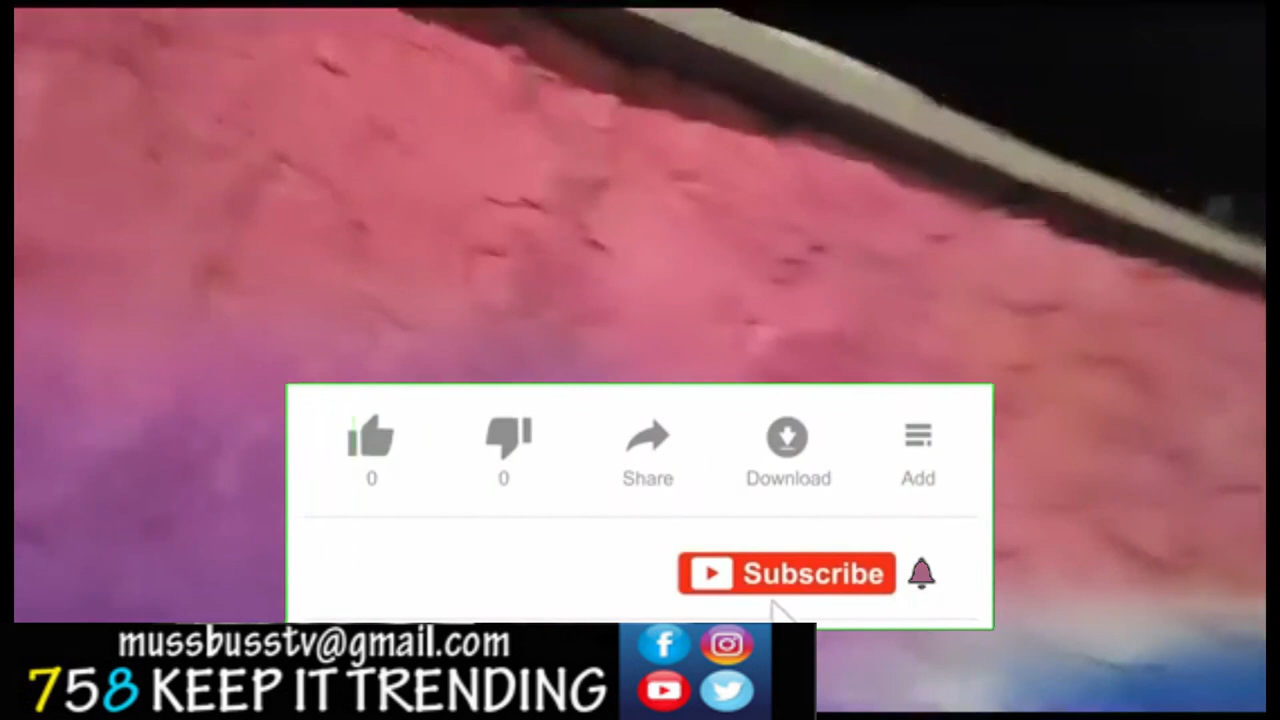 0
0
Share
Download
Add
Subscribe
mussbusstv@gmail.com
758 KEEP IT TRENDING